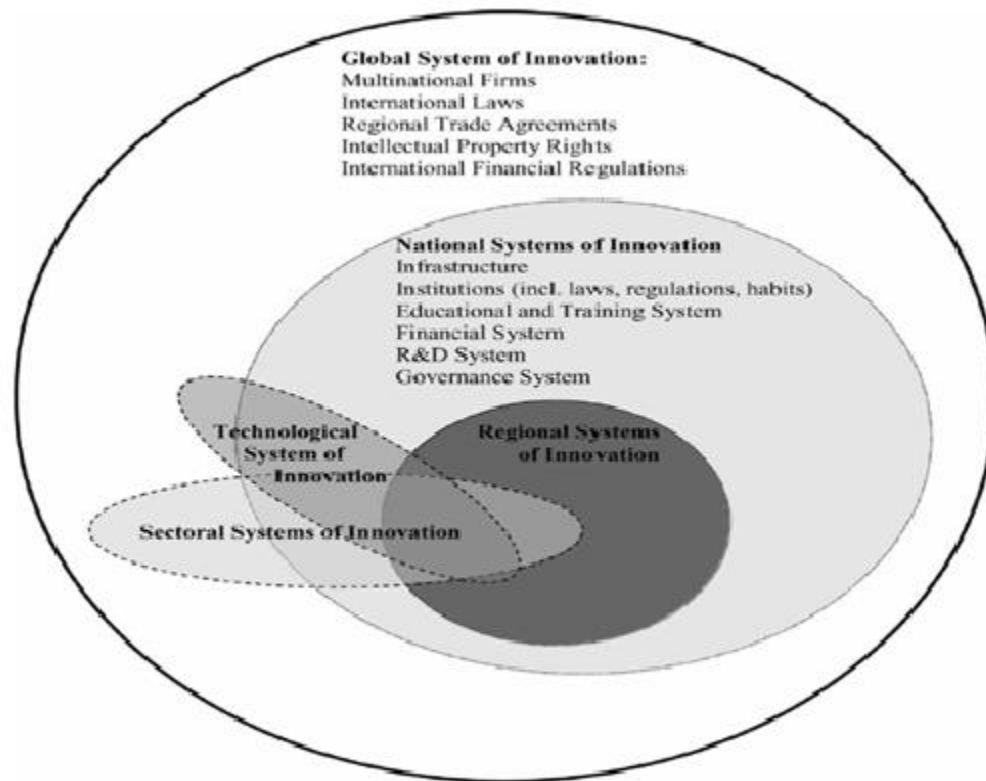 Global System of Innovation:
Multinational Firms
International Laws
Regional Trade Agreements
Intellectual Property Rights
International Financial Regulations
National Systems of Innovation
Infrastructure
Institutions (incl. laws, regulations, habits)
Educational and Training System
Financial System
R&D System
Governance System
Technological
System of
Innovation
Regional Systems
of Innovation
Sectoral Systems of Innovation